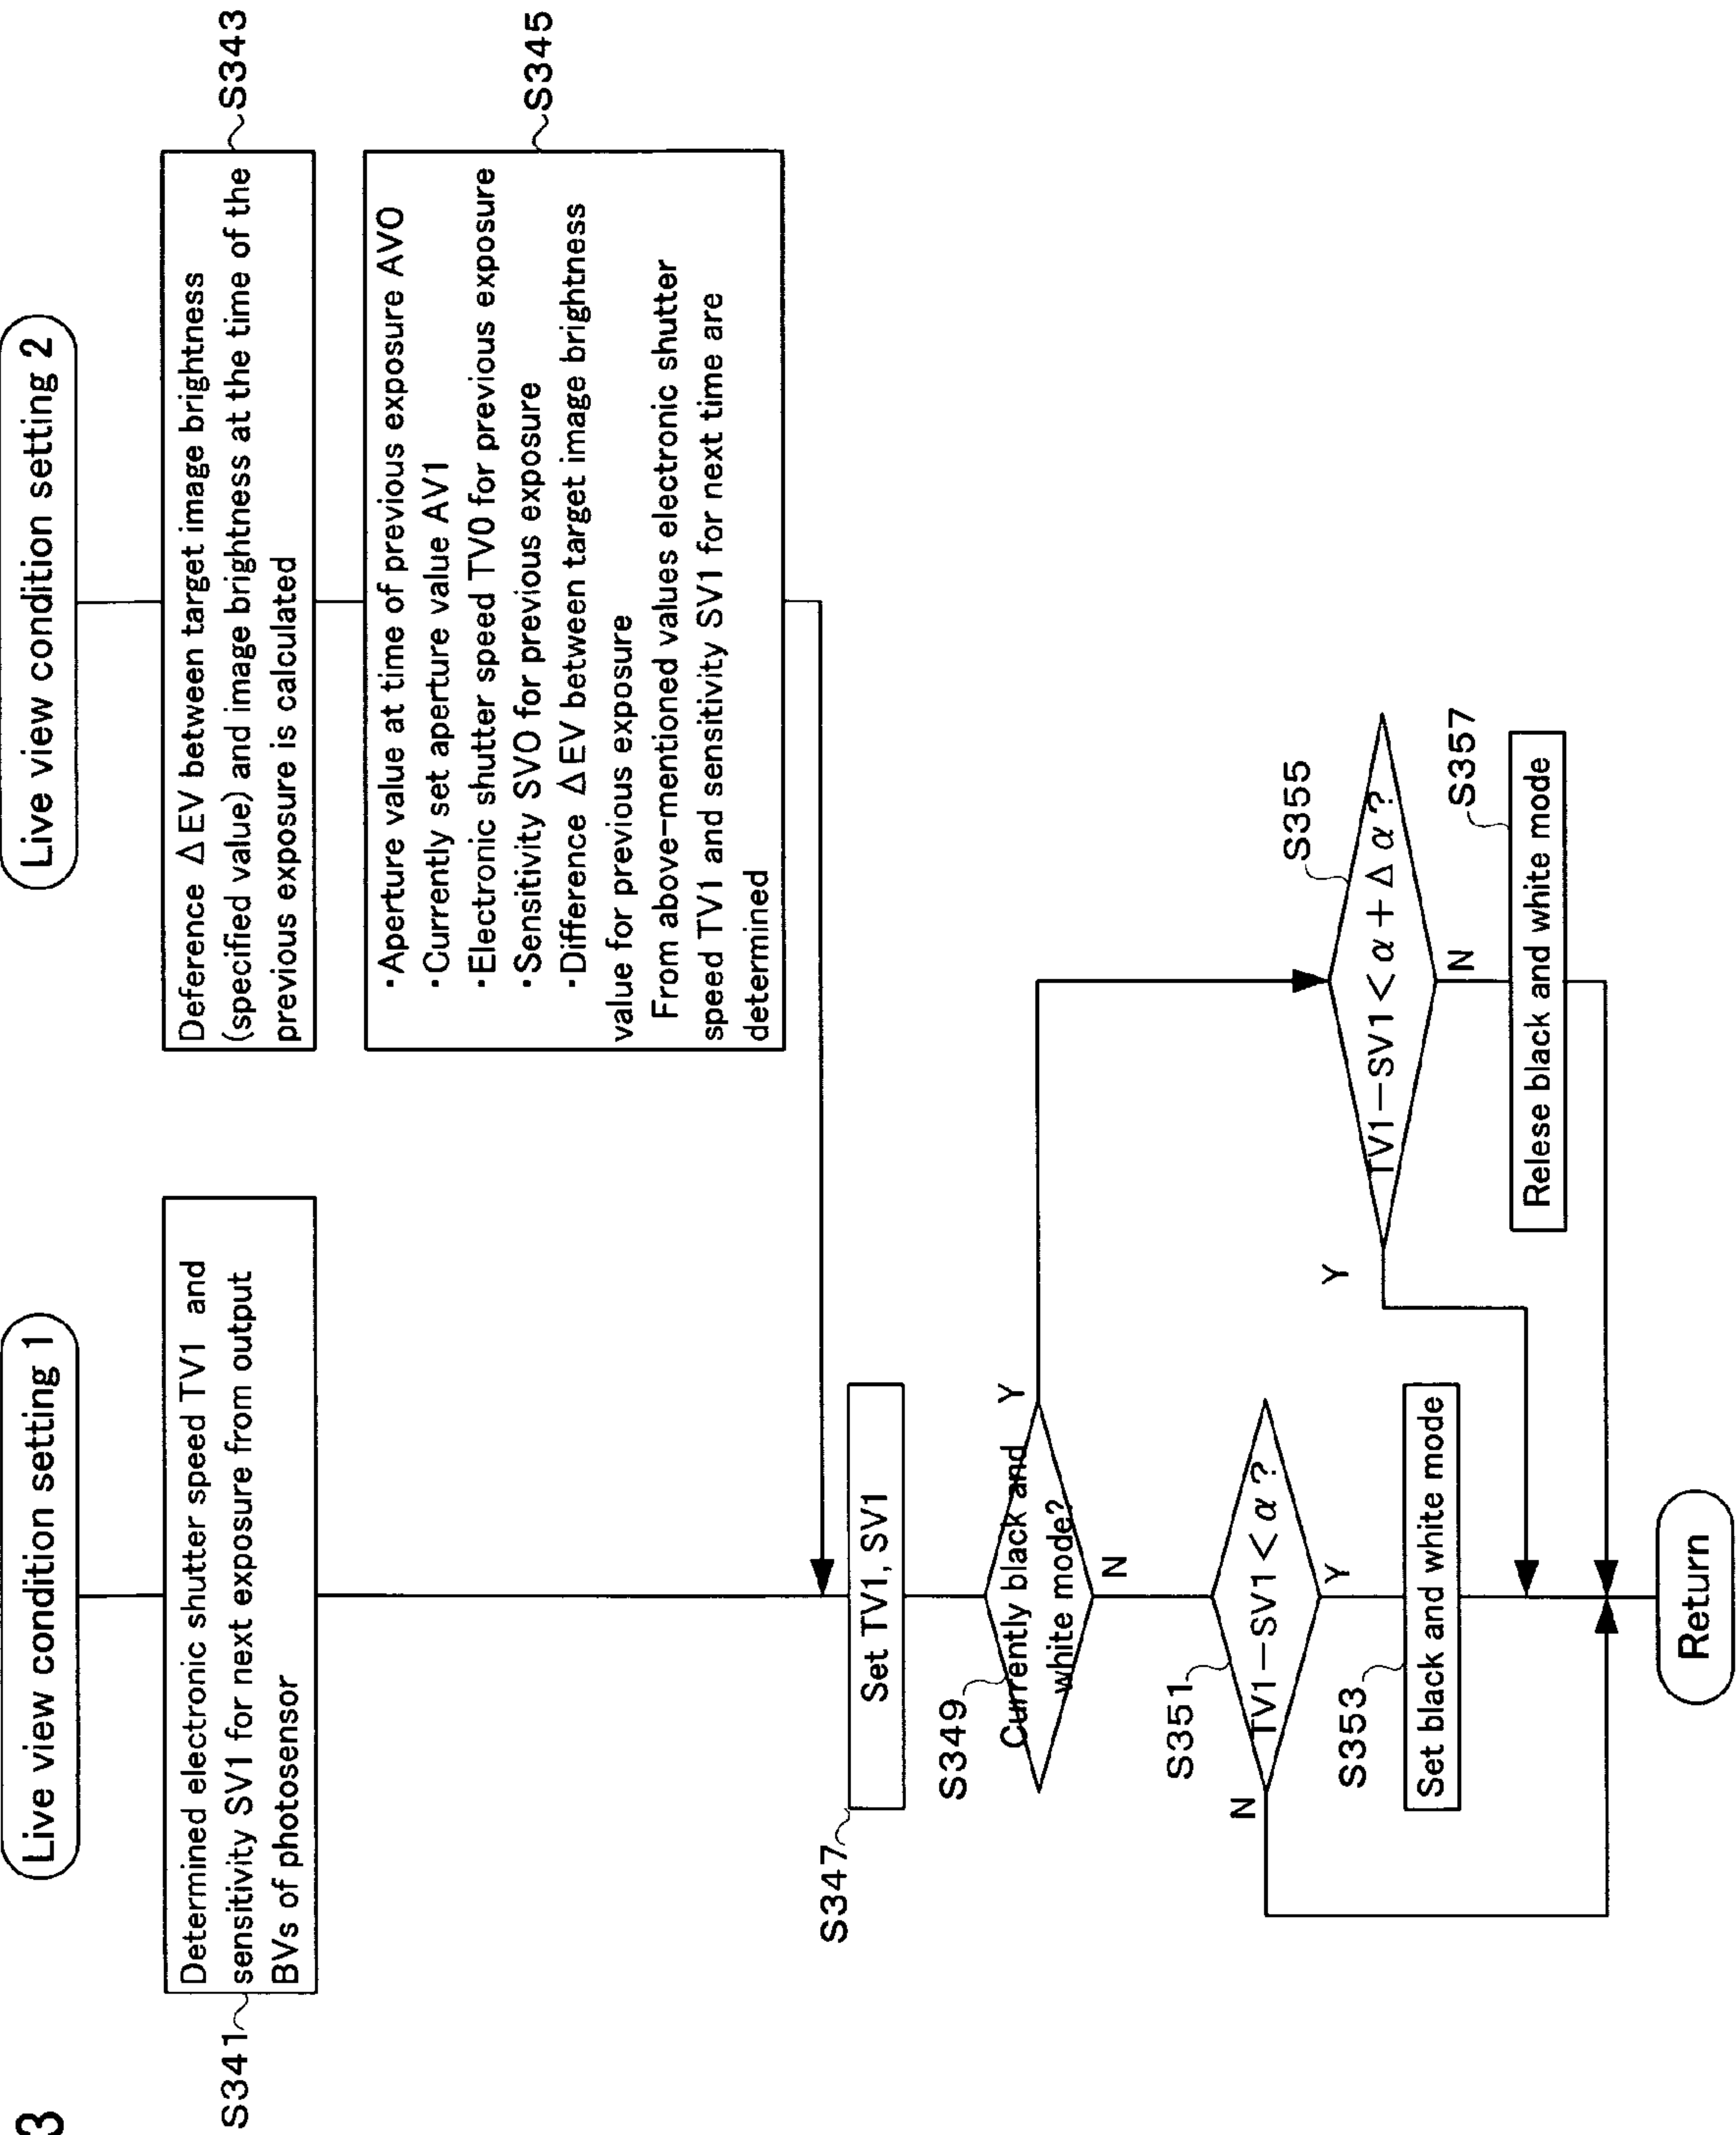 3
Live view condition setting 1
S341
Determined electronic shutter speed TV1 and
sensitivity SV1 for next exposure from output
BVs of photosensor
Live view condition setting 2
S343
Deference ΔEV between target image brightness
(specified value) and image brightness at the time of the
previous exposure is calculated
S345
・Aperture value at time of previous exposure AV0
・Currently set aperture value AV1
・Electronic shutter speed TV0 for previous exposure
・Sensitivity SV0 for previous exposure
・Difference ΔEV between target image brightness
value for previous exposure
From above-mentioned values electronic shutter
speed TV1 and sensitivity SV1 for next time are
determined
S347
Set TV1, SV1
S349
Currently black and
white mode?
Y
N
S351
TV1−SV1<α?
N
Y
S353
Set black and white mode
S355
TV1−SV1<α+Δα?
Y
N
S357
Relese black and white mode
Return